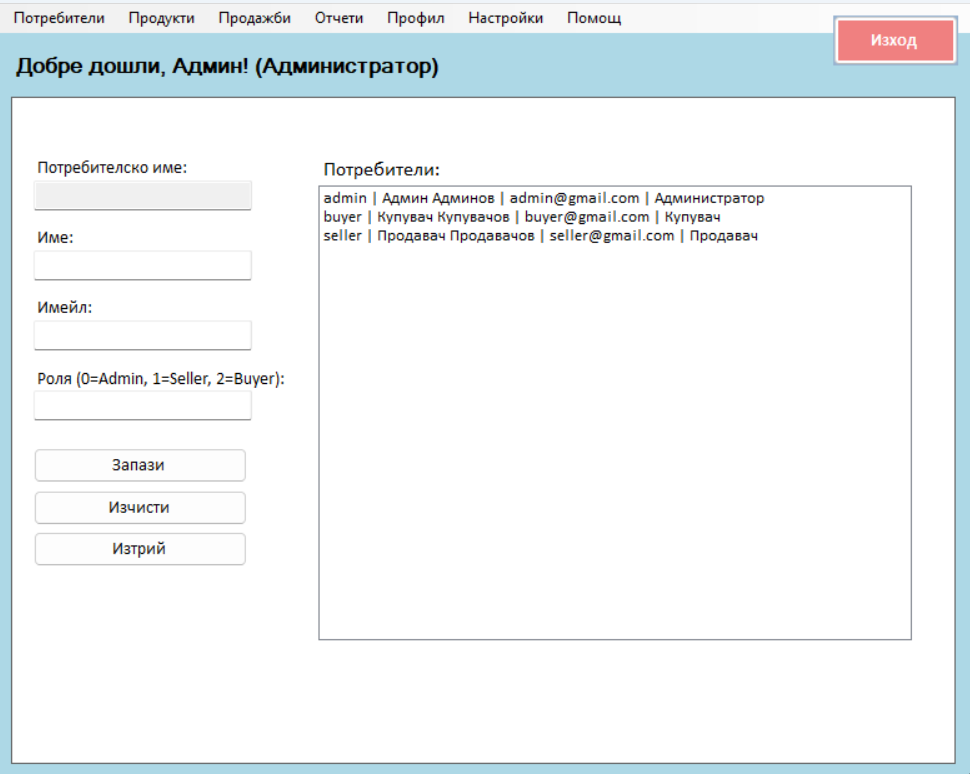 Потребители Продукти Продажби Отчети Профил Настройки Помощ
Изход
Добре дошли, Админ! (Администратор)
Потребителско име:
Име:
Имейл:
Роля (0=Admin, 1=Seller, 2=Buyer):
Запази
Изчисти
Изтрий
Потребители:
admin | Админ Админов | admin@gmail.com | Администратор
buyer | Купувач Купувачов | buyer@gmail.com | Купувач
seller | Продавач Продавачов | seller@gmail.com | Продавач